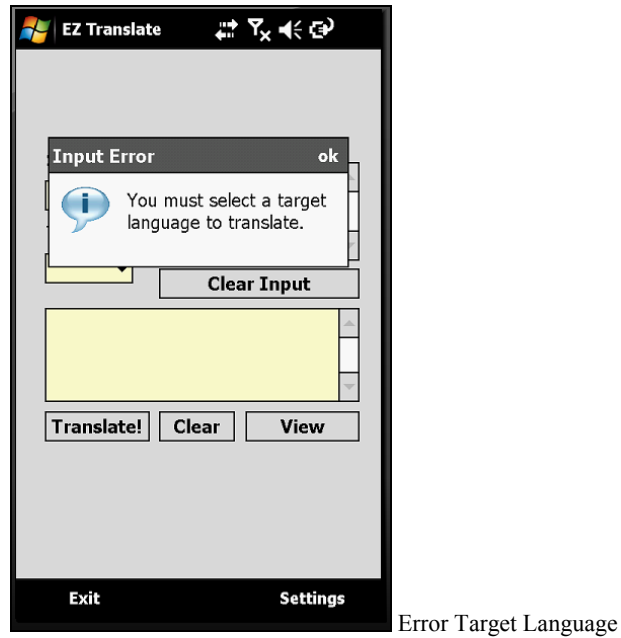 EZ Translate
Input Error ok
You must select a target
language to translate.
Clear Input
Translate! Clear View
Exit Settings
Error Target Language